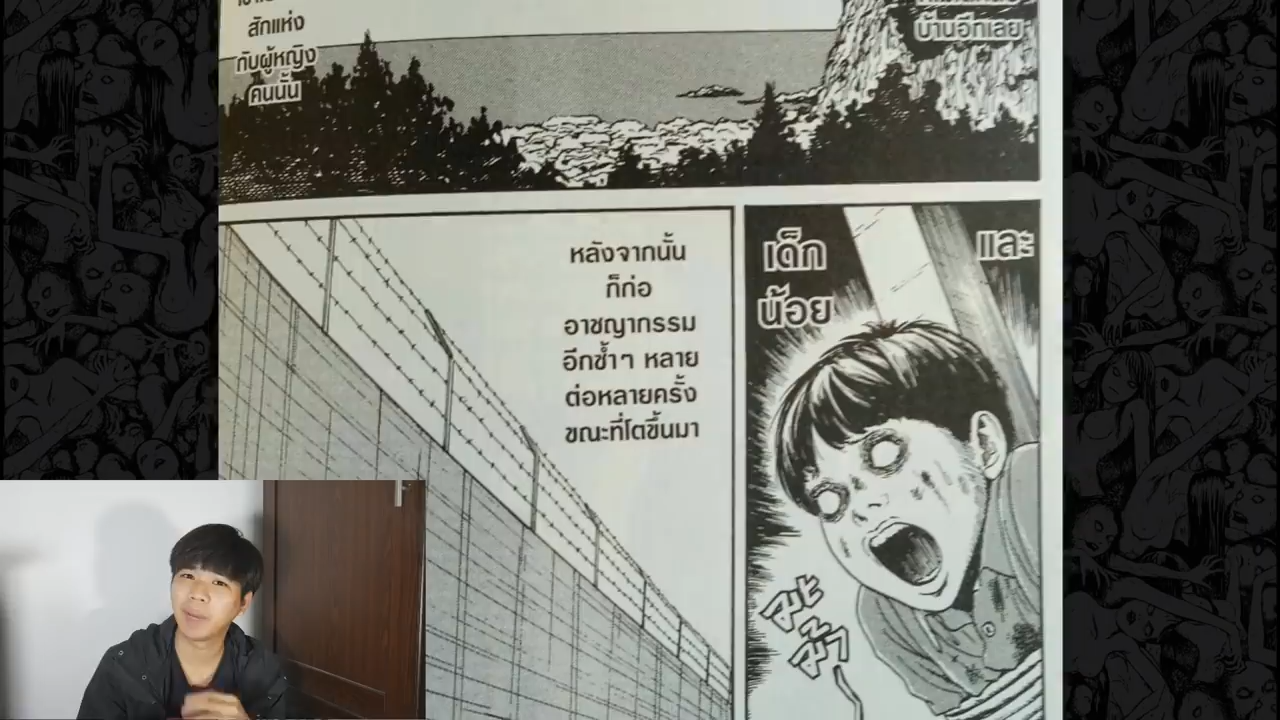 สักแห่ง
กับผู้หญิง
คนนั้น
บ้านอีกเลย
หลังจากนั้น
ก็ก่อ
อาชญากรรม
อีกซ้ำๆ หลาย
ต่อหลายครั้ง
ขณะที่โตขึ้นมา
และ
เด็ก
น้อย